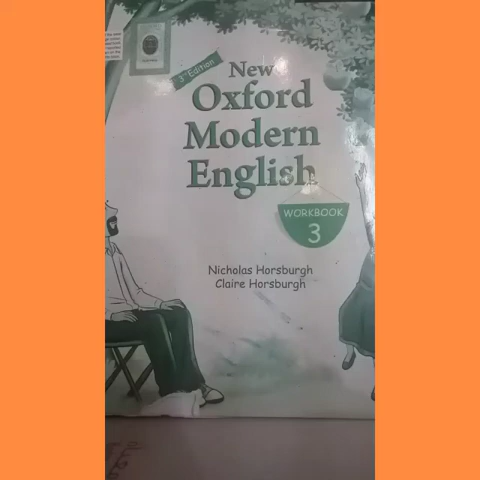 3rd Edition
New
Oxford
Modern
English
WORKBOOK
3
Nicholas Horsburgh
Claire Horsburgh